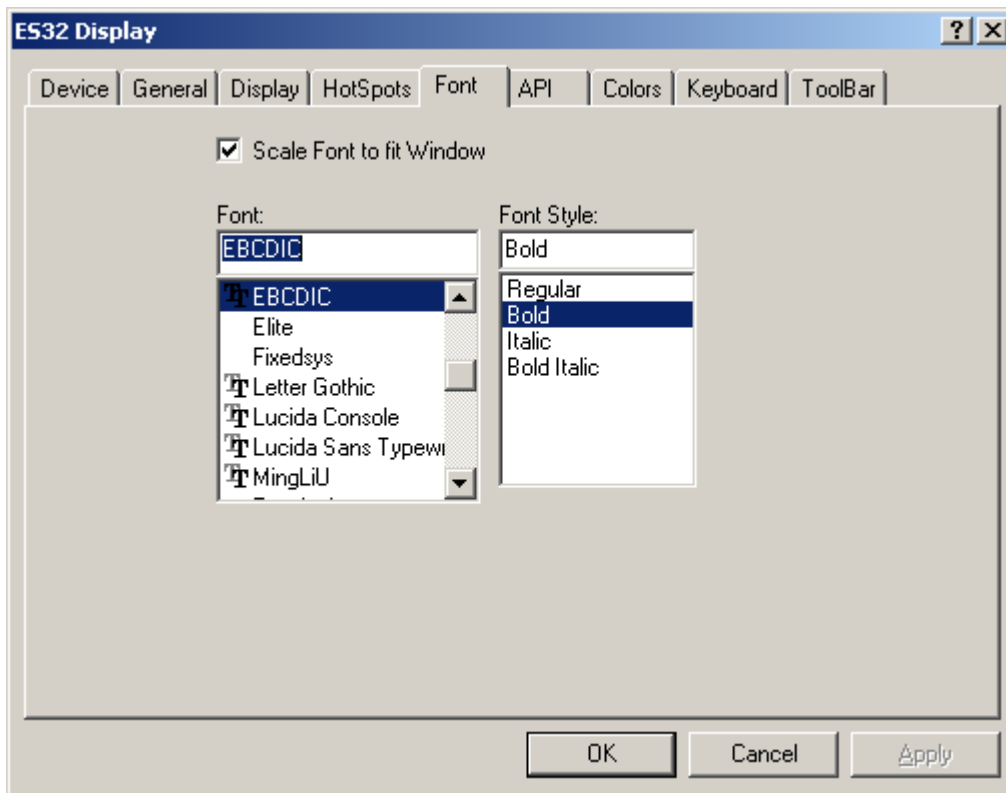 ES32 Display
Device General Display HotSpots Font API Colors Keyboard ToolBar
Scale Font to fit Window
Font:
EBCDIC
EBCDIC
Elite
Fixedsys
Letter Gothic
Lucida Console
Lucida Sans Typew
MingLiU
Font Style:
Bold
Regular
Bold
Italic
Bold Italic
OK Cancel Apply